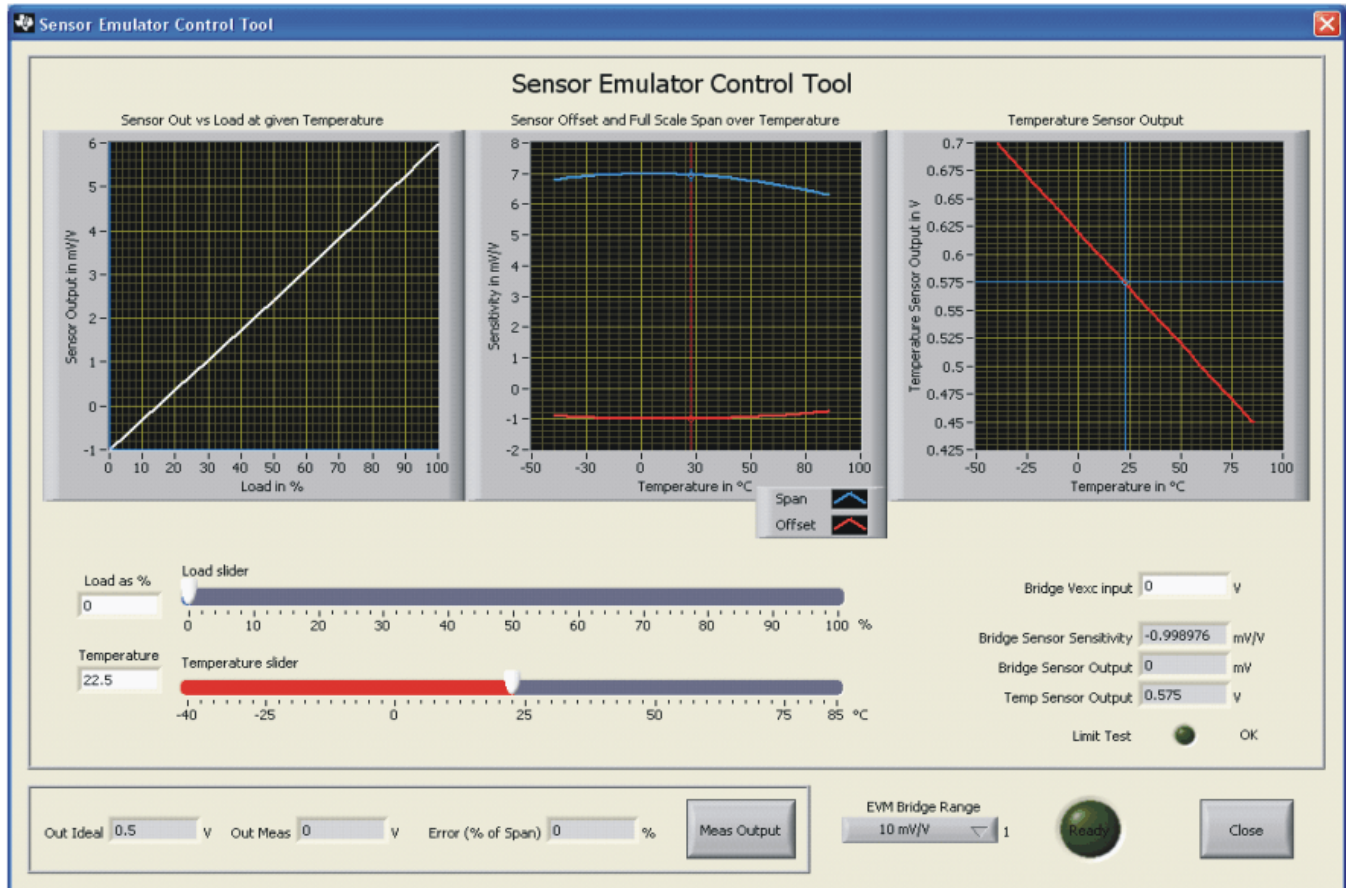 Sensor Emulator Control Tool
Sensor Emulator Control Tool
Sensor Out vs Load at given Temperature
Sensor Output in mV/V
6
5
4
3
2
1
0
-1
0 10 20 30 40 50 60 70 80 90 100
Load in %
Sensor Offset and Full Scale Span over Temperature
Sensitivity in mV/V
8
7
6
5
4
3
2
1
0
-1
-2
-50 -30 0 30 60 100
Temperature in °C
Span
Offset
Temperature Sensor Output
Temperature Sensor Output in V
0.7
0.675
0.65
0.625
0.6
0.575
0.55
0.525
0.5
0.475
0.45
0.425
-50 -25 0 25 50 75 100
Temperature in °C
Load as %
0
Load slider
0 10 20 30 40 50 60 70 80 90 100 %
Temperature
22.5
Temperature slider
-40 -25 0 25 50 75 85 °C
Bridge Vexc input 0 V
Bridge Sensor Sensitivity -0.998976 mV/V
Bridge Sensor Output 0 mV
Temp Sensor Output 0.575 V
Limit Test OK
Out Ideal 0.5 V Out Meas 0 V Error (% of Span) 0 %
Meas Output
EVM Bridge Range
10 mV/V 1
Ready
Close